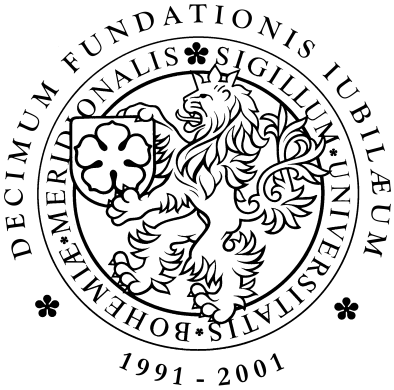 DECIMUM FUNDATIONIS IUBILÆUM
SIGILLUM*UNIVERSITATIS*BOHEMIÆ*MERIDIONALIS
1991 - 2001